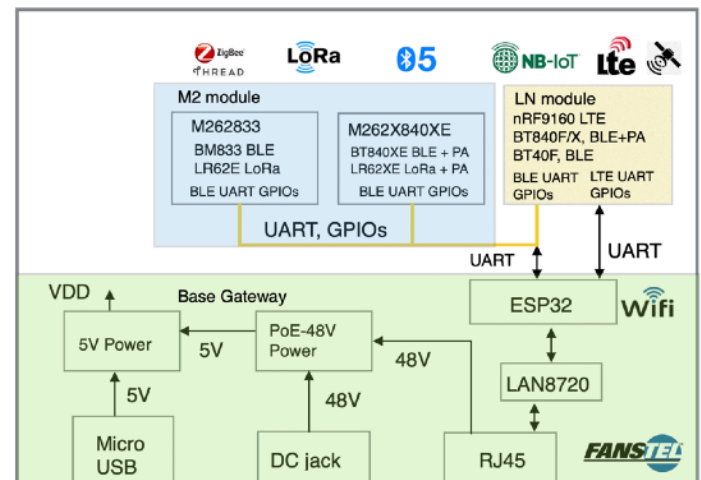 ZigBee
THREAD
LoRa
5
NB-IoT
Lte
M2 module
M262833
BM833 BLE
LR62E LoRa
BLE UART GPIOs
M262X840XE
BT840XE BLE + PA
LR62XE LoRa + PA
BLE UART GPIOs
UART, GPIOs
LN module
nRF9160 LTE
BT840F/X, BLE+PA
BT40F, BLE
BLE UART
GPIOs
LTE UART
GPIOs
UART
UART
VDD
Base Gateway
ESP32
Wifi
5V Power
5V
PoE-48V
Power
48V
LAN8720
5V
48V
Micro
USB
DC jack
RJ45
FANSTEL